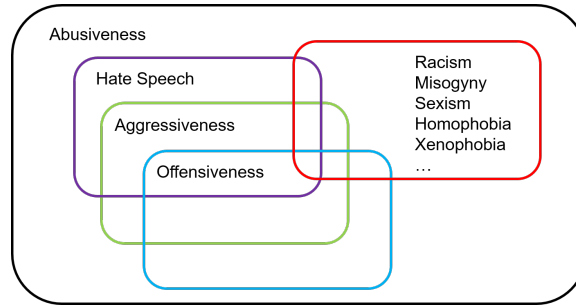 Abusiveness
Hate Speech
Aggressiveness
Offensiveness
Racism
Misogyny
Sexism
Homophobia
Xenophobia
…